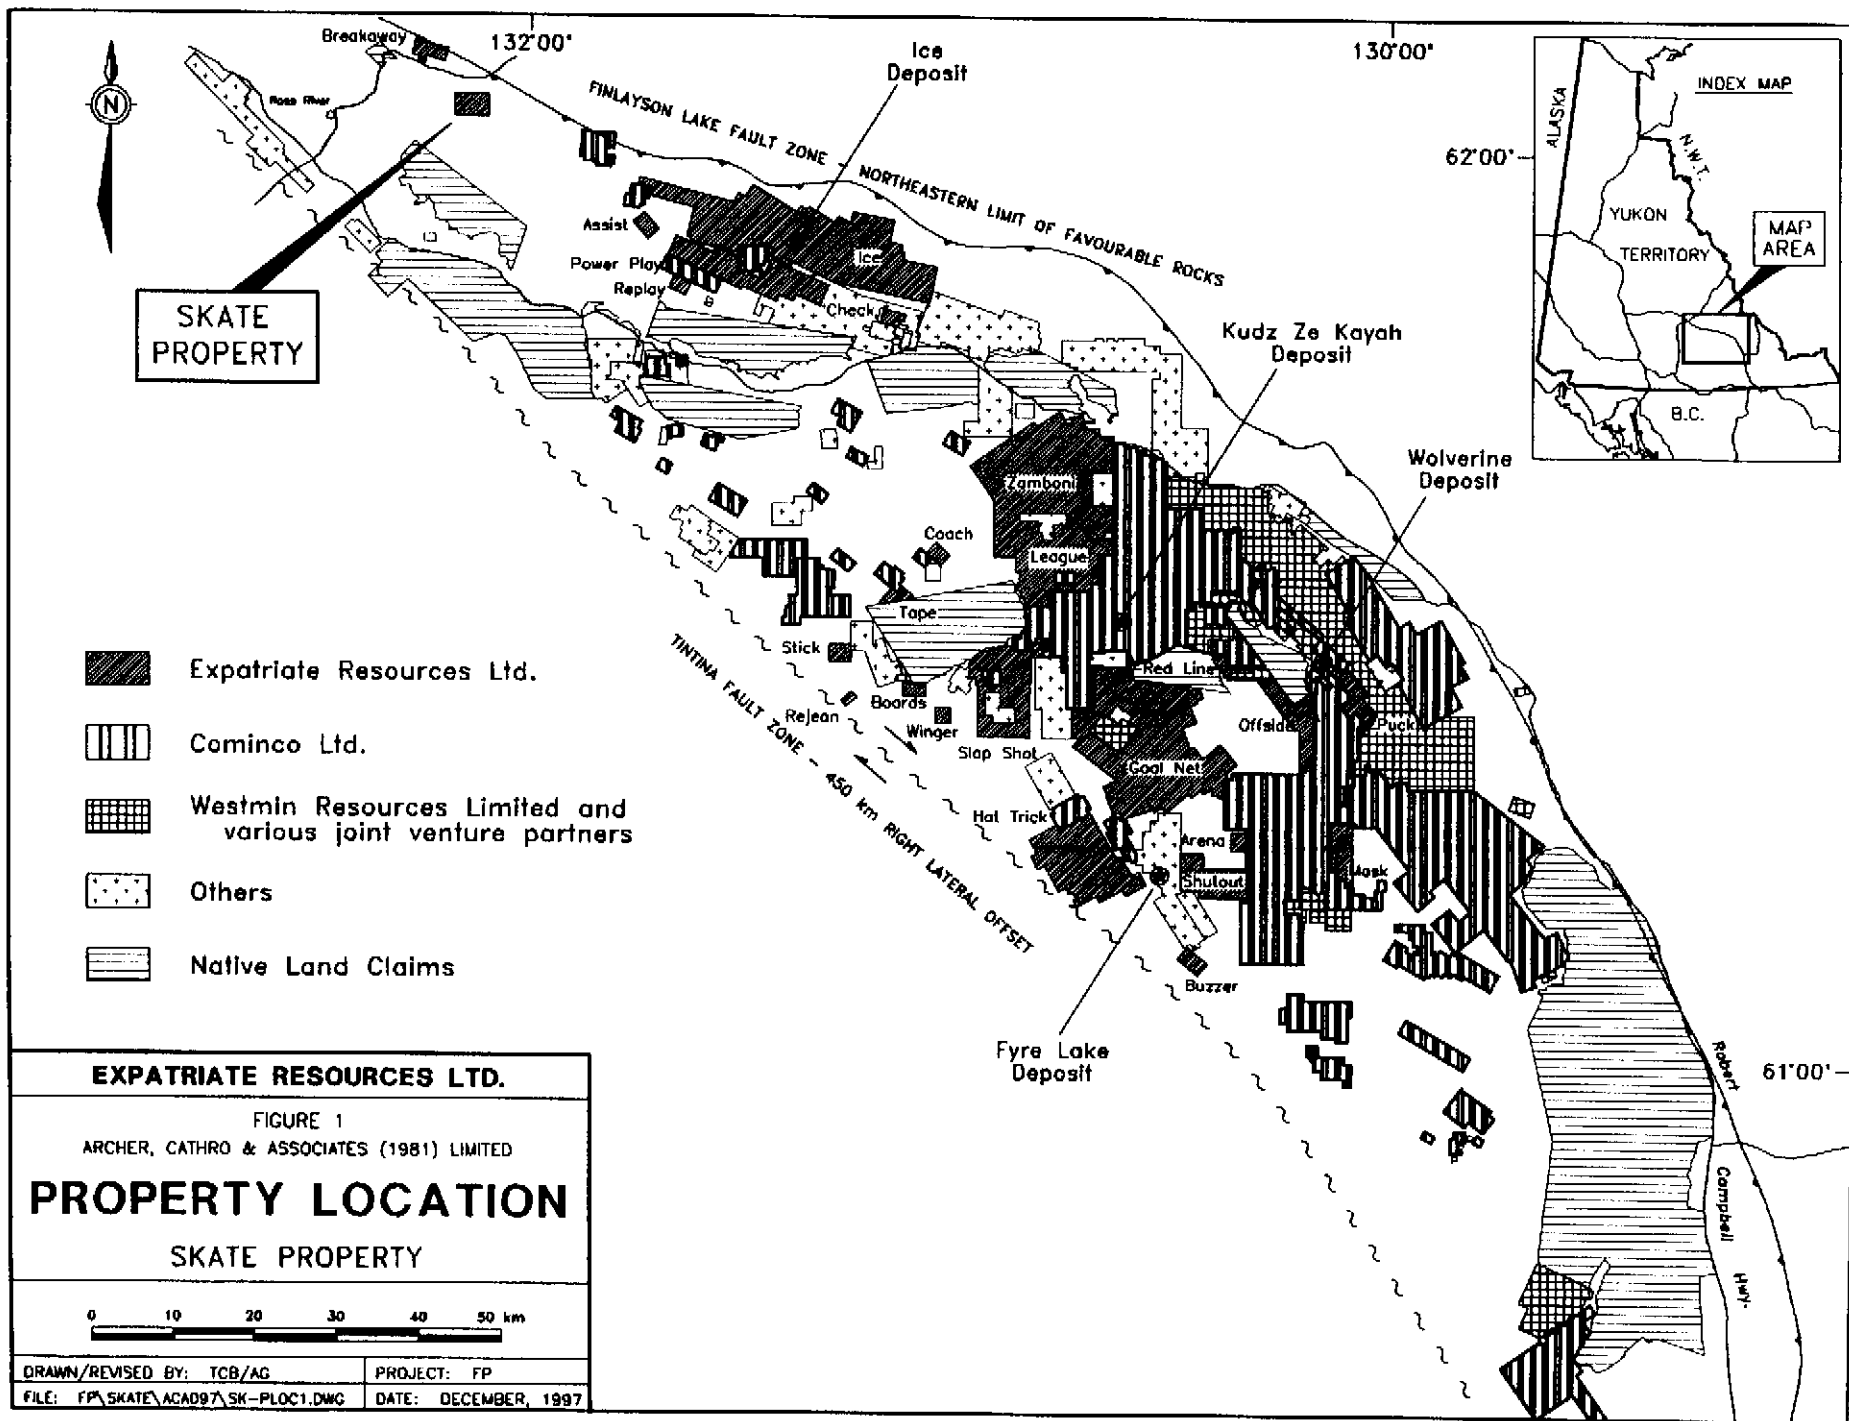 Breakaway
132°00'
Ice
Deposit
130°00'
INDEX MAP
ALASKA
N.W.T.
YUKON
TERRITORY
MAP
AREA
B.C.
62°00'
N
Ross River
FINLAYSON LAKE FAULT ZONE - NORTHEASTERN LIMIT OF FAVOURABLE ROCKS
Assist
Power Play
Ice
Replay
Check
SKATE
PROPERTY
Kudz Ze Kayah
Deposit
Wolverine
Deposit
Zamboni
Coach
League
Tape
Stick
Red Line
Boards
Rejean
Winger
Slap Shot
Offside
Puck
Goal Net
TINTINA FAULT ZONE - 450 km RIGHT LATERAL OFFSET
Hat Trick
Arena
Shutout
Mask
Buzzer
Fyre Lake
Deposit
Robert
Campbell
Hwy.
61°00'
Expatriate Resources Ltd.
Cominco Ltd.
Westmin Resources Limited and
various joint venture partners
Others
Native Land Claims
EXPATRIATE RESOURCES LTD.
FIGURE 1
ARCHER, CATHRO & ASSOCIATES (1981) LIMITED
PROPERTY LOCATION
SKATE PROPERTY
0 10 20 30 40 50 km
DRAWN/REVISED BY: TCB/AG
PROJECT: FP
FILE: FP\SKATE\ACAD97\SK-PLOC1.DWG
DATE: DECEMBER, 1997